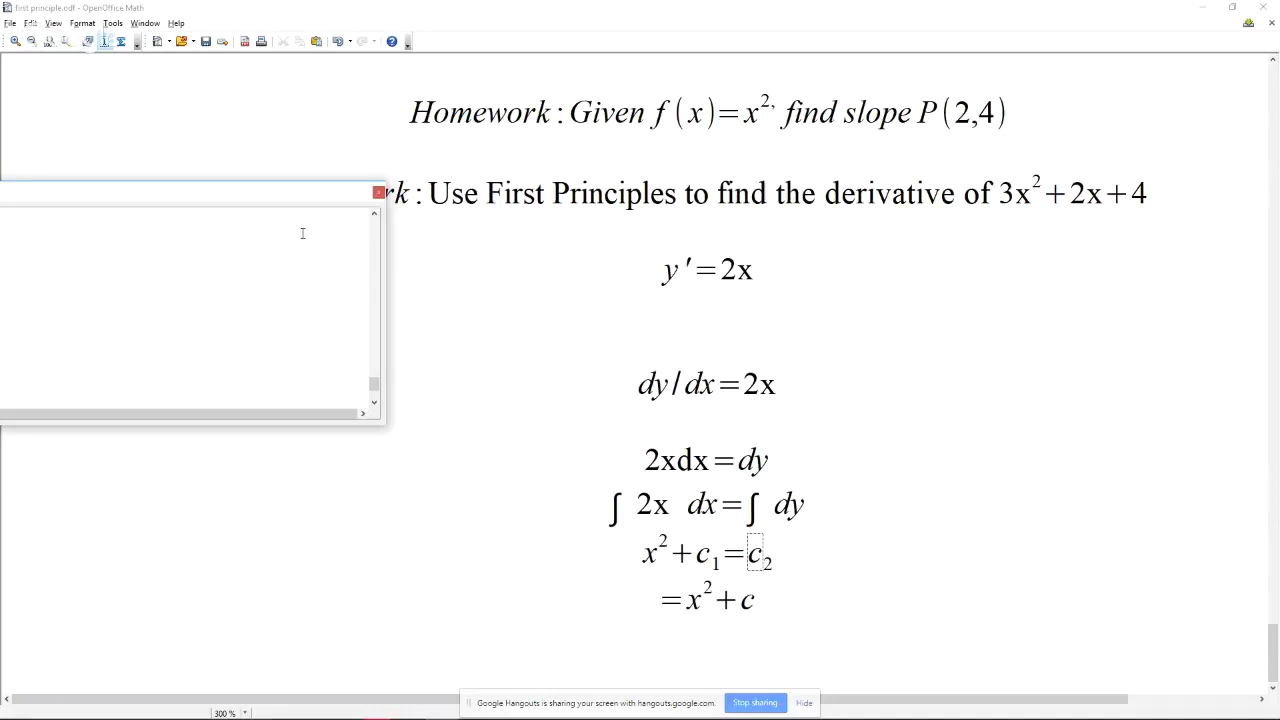 first principle.odf - OpenOffice Math
File Edit View Format Tools Window Help
Homework : Given f (x)=x^2, find slope P(2,4)
rk : Use First Principles to find the derivative of 3x^2+2x+4
y ′=2x
dy/dx=2x
2xdx=dy
∫ 2x dx=∫ dy
x^2+c_1=c_2
=x^2+c
Google Hangouts is sharing your screen with hangouts.google.com. Stop sharing Hide
300 %